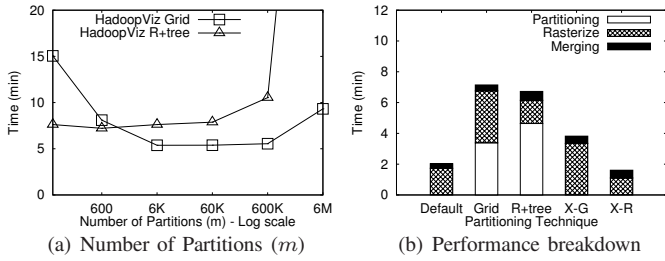 HadoopViz Grid
HadoopViz R+tree
20
15
10
5
0
Time (min)
600
6K
60K
600K
6M
Number of Partitions (m) - Log scale
(a) Number of Partitions (m)
Partitioning
Rasterize
Merging
12
10
8
6
4
2
0
Time (min)
Default
Grid
R+tree
X-G
X-R
Partitioning Technique
(b) Performance breakdown